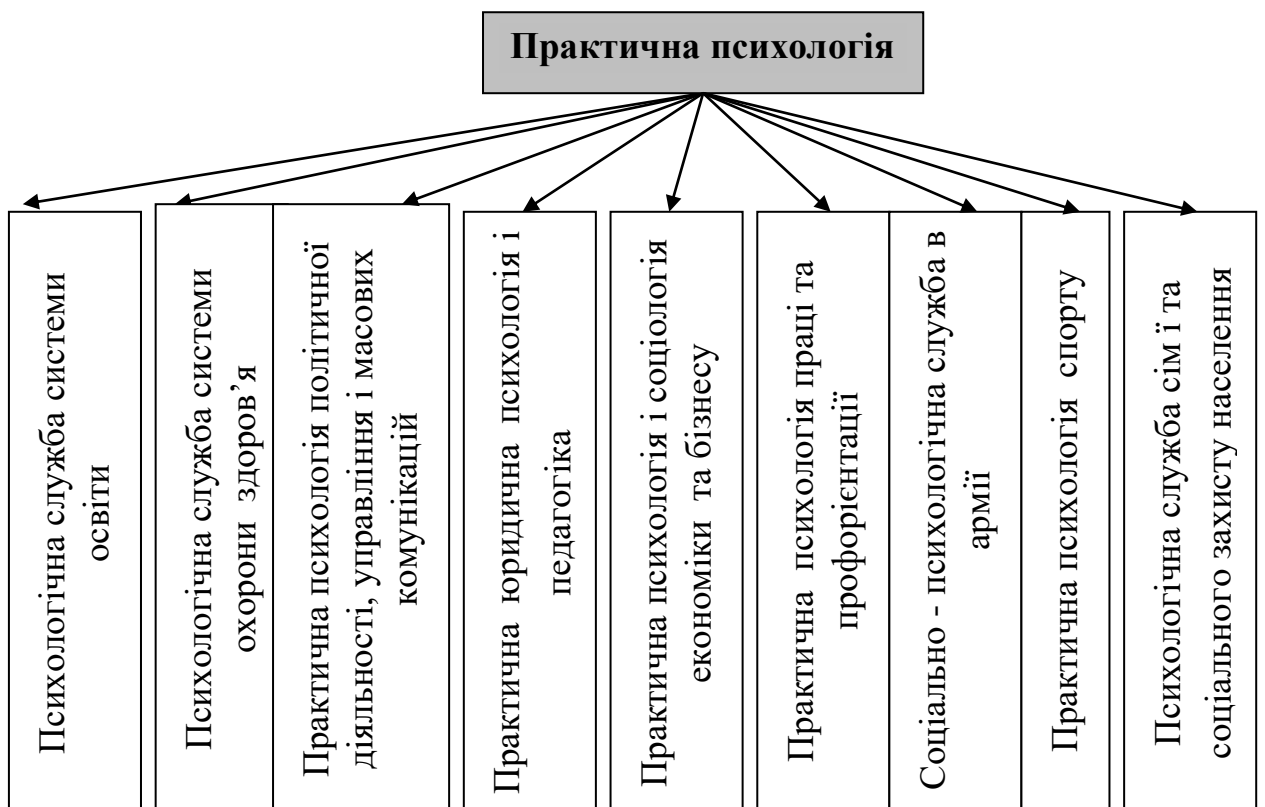 Практична психологія
Психологічна служба системи
освіти
Психологічна служба системи
охорони здоров’я
Практична психологія політичної
діяльності, управління і масових
комунікацій
Практична юридична психологія і
педагогіка
Практична психологія і соціологія
економіки та бізнесу
Практична психологія праці та
профорієнтації
Соціально - психологічна служба в
армії
Практична психологія спорту
Психологічна служба сім ї та
соціального захисту населення